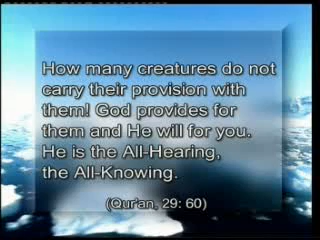 How many creatures do not
carry their provision with
them! God provides for
them and He will for you.
He is the All-Hearing,
the All-Knowing.
(Qur'an, 29: 60)